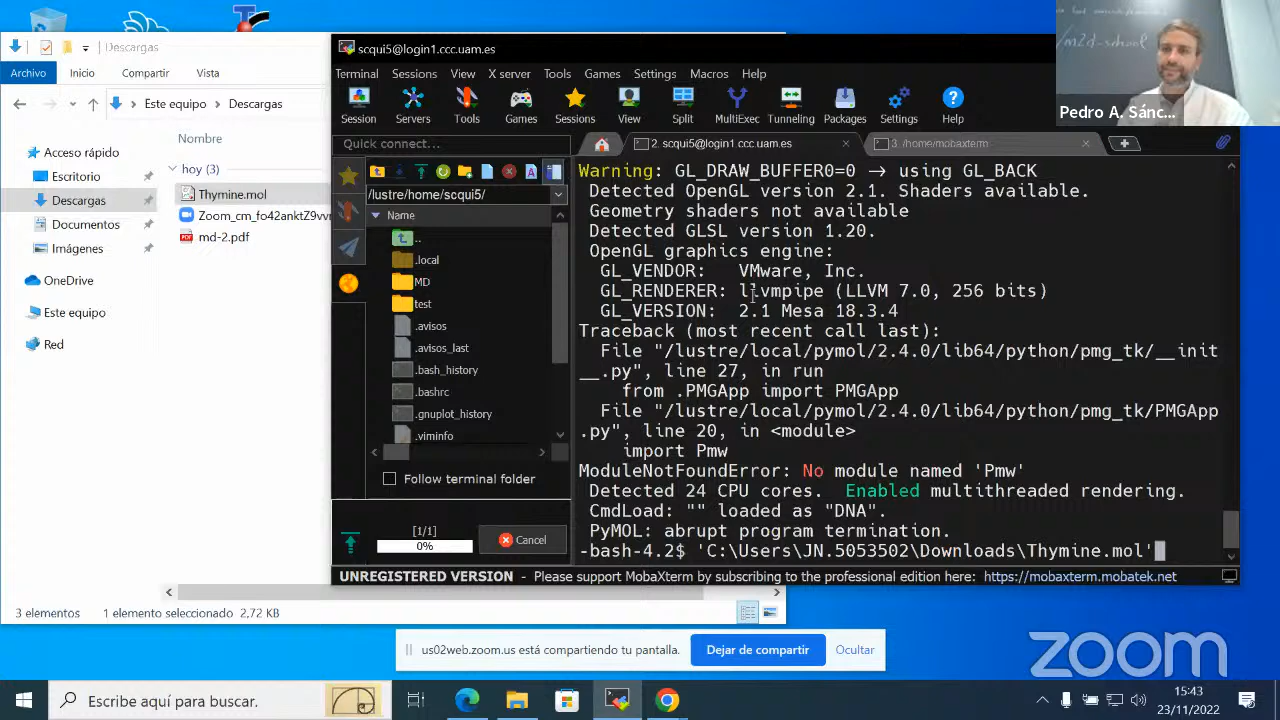 Descargas
Archivo
Inicio
Compartir
Vista
Este equipo
Descargas
Nombre
Acceso rápido
Escritorio
Descargas
Documentos
Imágenes
OneDrive
Este equipo
Red
hoy (3)
Thymine.mol
Zoom_cm_fo42anktZ9vvr
md-2.pdf
3 elementos
1 elemento seleccionado 2,72 KB
scqui5@login1.ccc.uam.es
Terminal Sessions View X server Tools Games Settings Macros Help
Session Servers Tools Games Sessions View Split MultiExec Tunneling Packages Settings Help
Quick connect...
2. scqui5@login1.ccc.uam.es
3. /home/mobaxterm
/lustre/home/scqui5/
Name
..
.local
MD
test
.avisos
.avisos_last
.bash_history
.bashrc
.gnuplot_history
.viminfo
Follow terminal folder
[1/1]
0%
Cancel
Warning: GL_DRAW_BUFFER0=0 → using GL_BACK
Detected OpenGL version 2.1. Shaders available.
Geometry shaders not available
Detected GLSL version 1.20.
OpenGL graphics engine:
GL_VENDOR: VMware, Inc.
GL_RENDERER: llvmpipe (LLVM 7.0, 256 bits)
GL_VERSION: 2.1 Mesa 18.3.4
Traceback (most recent call last):
File "/lustre/local/pymol/2.4.0/lib64/python/pmg_tk/__init
__.py", line 27, in run
from .PMGApp import PMGApp
File "/lustre/local/pymol/2.4.0/lib64/python/pmg_tk/PMGApp
.py", line 20, in <module>
import Pmw
ModuleNotFoundError: No module named 'Pmw'
Detected 24 CPU cores. Enabled multithreaded rendering.
CmdLoad: "" loaded as "DNA".
PyMOL: abrupt program termination.
-bash-4.2$ 'C:\Users\JN.5053502\Downloads\Thymine.mol'
UNREGISTERED VERSION - Please support MobaXterm by subscribing to the professional edition here: https://mobaxterm.mobatek.net
/m2d-school
Pedro A. Sánc...
us02web.zoom.us está compartiendo tu pantalla.
Dejar de compartir
Ocultar
zoom
Escribe aquí para buscar.
15:43
23/11/2022